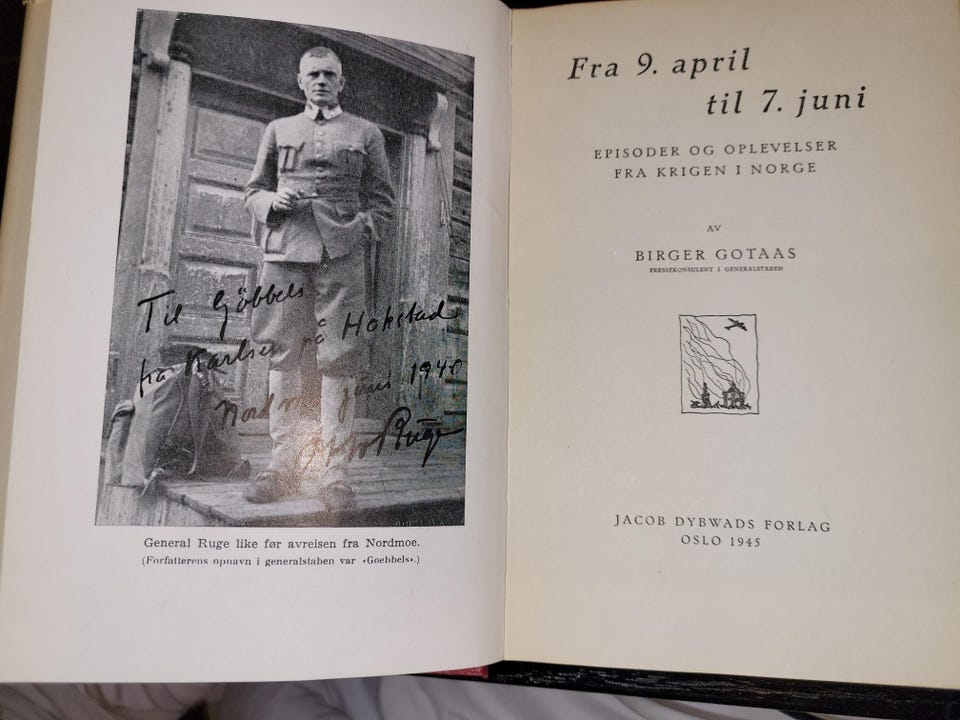 Til Göbbels
fra Karlsen på Hokstad
juni 1940
Ruge
General Ruge like før avreisen fra Nordmoe.
(Forfatterens opnavn i generalstaben var «Goebbels».)
Fra 9. april
til 7. juni
EPISODER OG OPLEVELSER
FRA KRIGEN I NORGE
AV
BIRGER GOTAAS
PRESSEKONSULENT I GENERALSTABEN
JACOB DYBWADS FORLAG
OSLO 1945